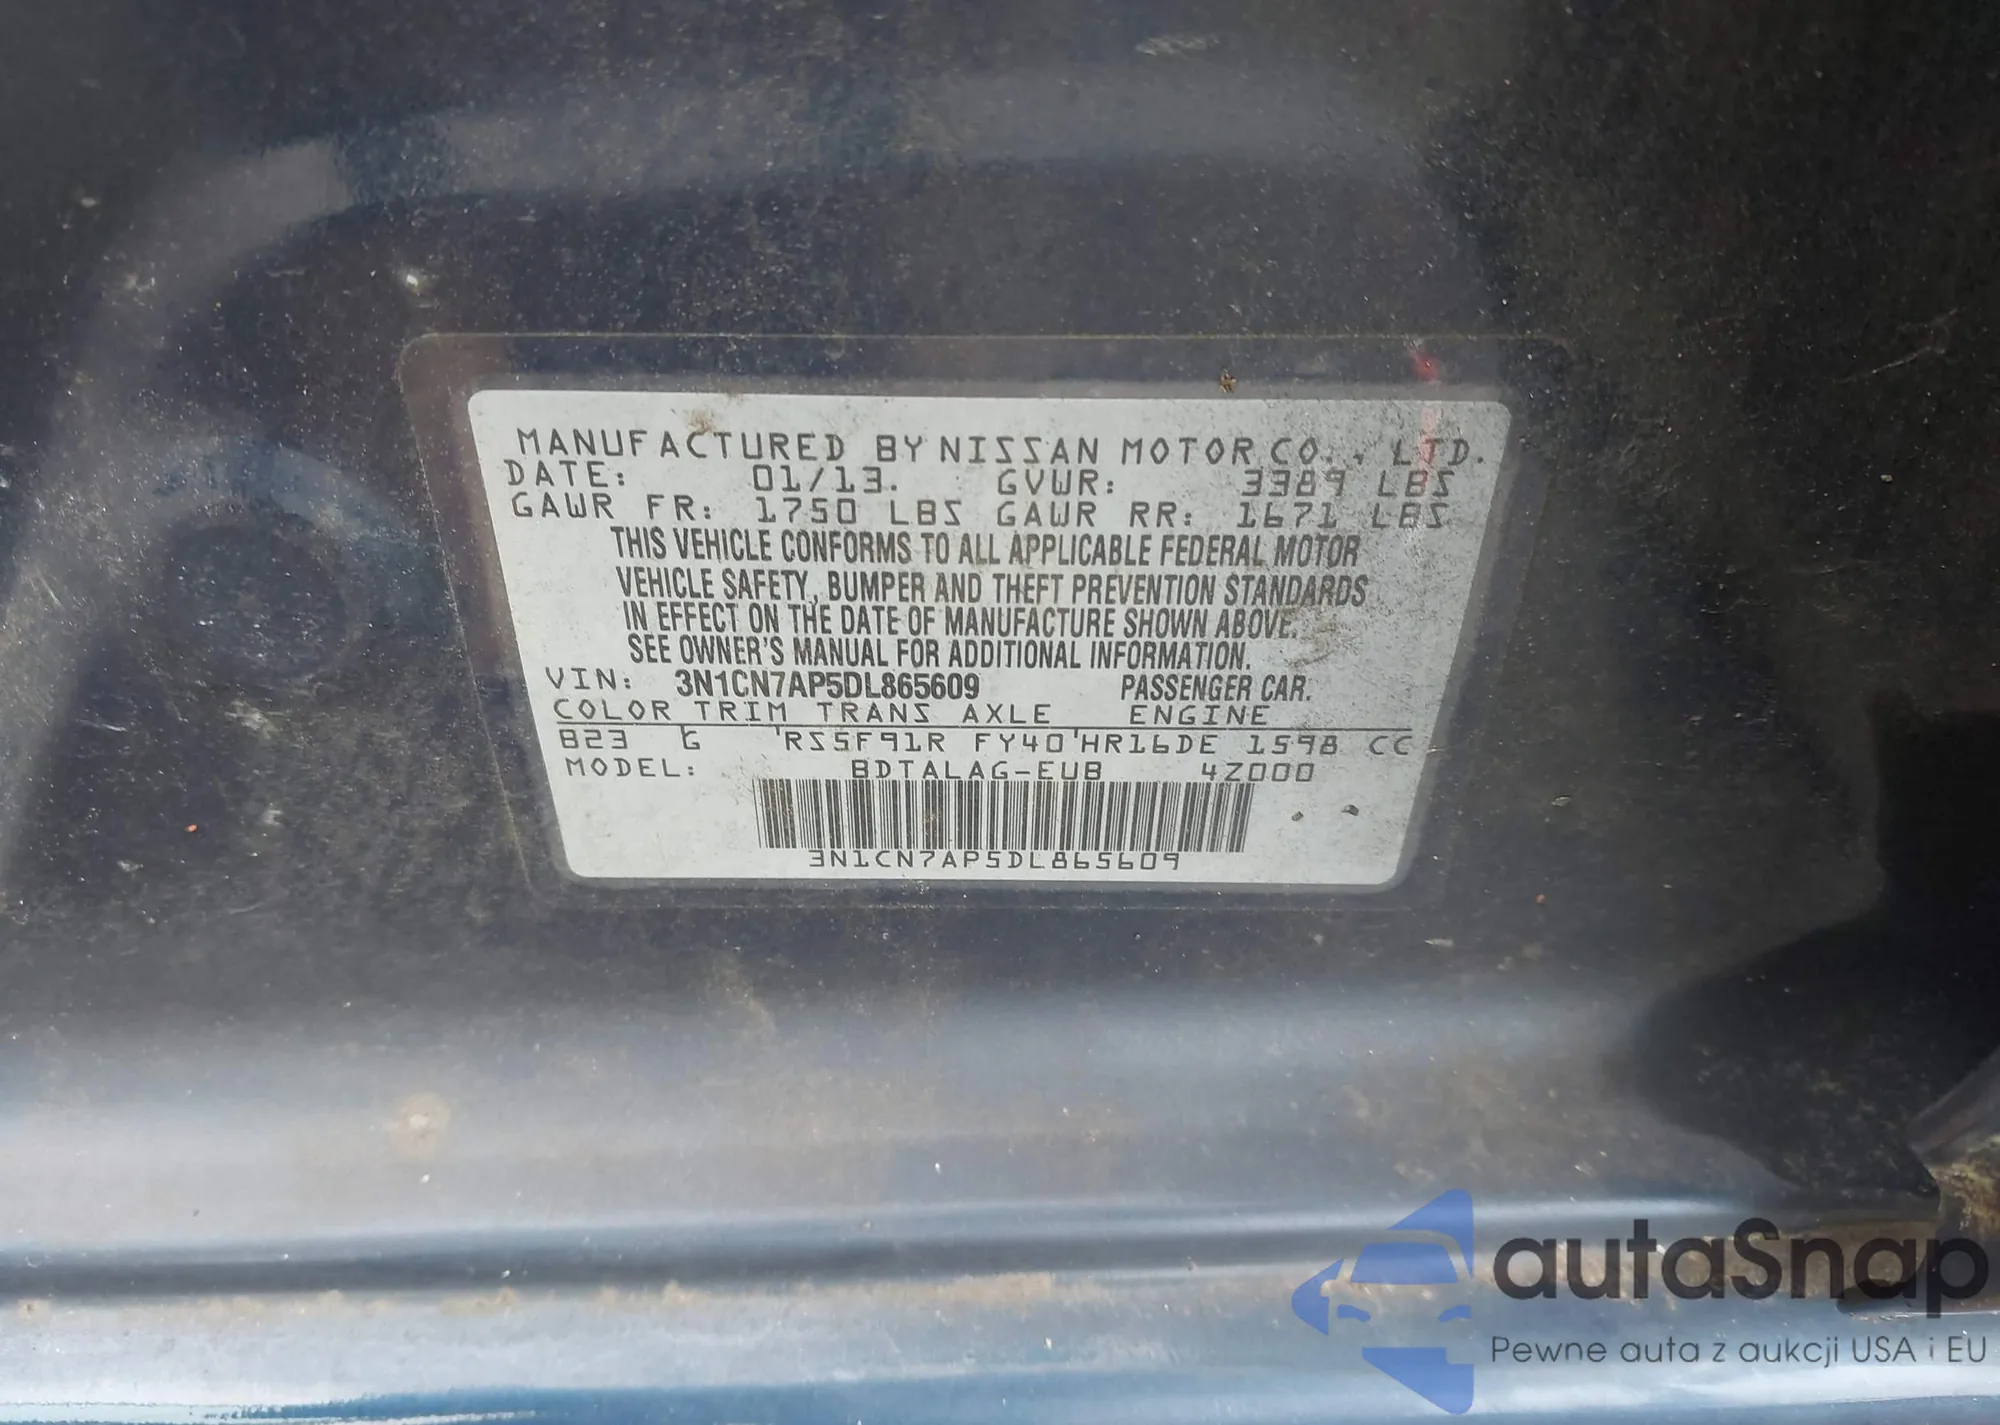 MANUFACTURED BY NISSAN MOTOR CO., LTD.
DATE: 01/13. GVWR: 3389 LBS
GAWR FR: 1750 LBS GAWR RR: 1671 LBS
THIS VEHICLE CONFORMS TO ALL APPLICABLE FEDERAL MOTOR
VEHICLE SAFETY, BUMPER AND THEFT PREVENTION STANDARDS
IN EFFECT ON THE DATE OF MANUFACTURE SHOWN ABOVE.
SEE OWNER'S MANUAL FOR ADDITIONAL INFORMATION.
VIN: 3N1CN7AP5DL865609 PASSENGER CAR.
COLOR TRIM TRANS AXLE ENGINE
B23 G RS5F91R FY40 HR16DE 1598 CC
MODEL: BDTALAG-EUB 4Z000
3N1CN7AP5DL865609
autaSnap
Pewne auta z aukcji USA i EU